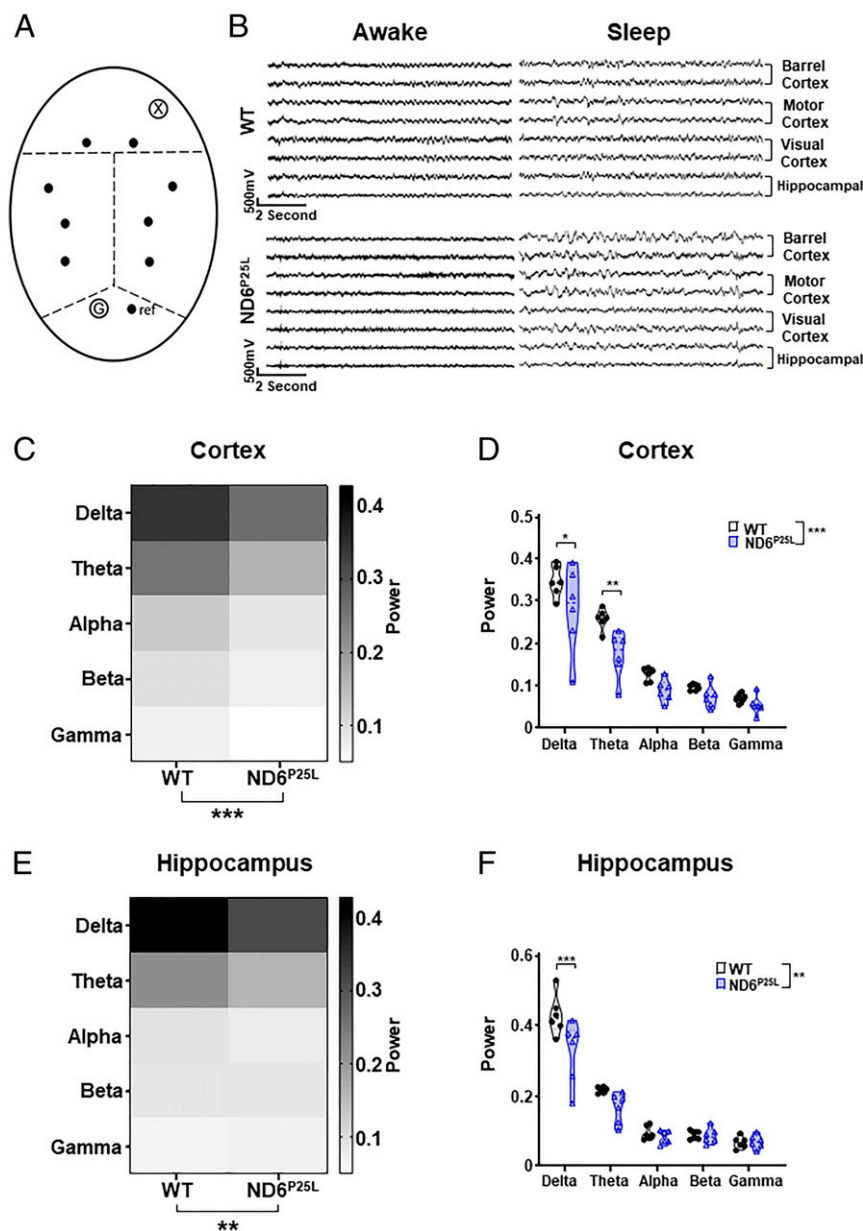 A
X
G
ref
B
Awake
Sleep
WT
Barrel
Cortex
Motor
Cortex
Visual
Cortex
Hippocampal
500mV
2 Second
ND6P25L
Barrel
Cortex
Motor
Cortex
Visual
Cortex
Hippocampal
500mV
2 Second
C
Cortex
Delta
Theta
Alpha
Beta
Gamma
WT
ND6P25L
***
0.4
0.3
0.2
0.1
Power
D
Cortex
Power
0.5
0.4
0.3
0.2
0.1
0.0
*
**
WT
ND6P25L
***
Delta
Theta
Alpha
Beta
Gamma
E
Hippocampus
Delta
Theta
Alpha
Beta
Gamma
WT
ND6P25L
**
0.4
0.3
0.2
0.1
Power
F
Hippocampus
Power
0.6
0.4
0.2
0.0
***
WT
ND6P25L
**
Delta
Theta
Alpha
Beta
Gamma